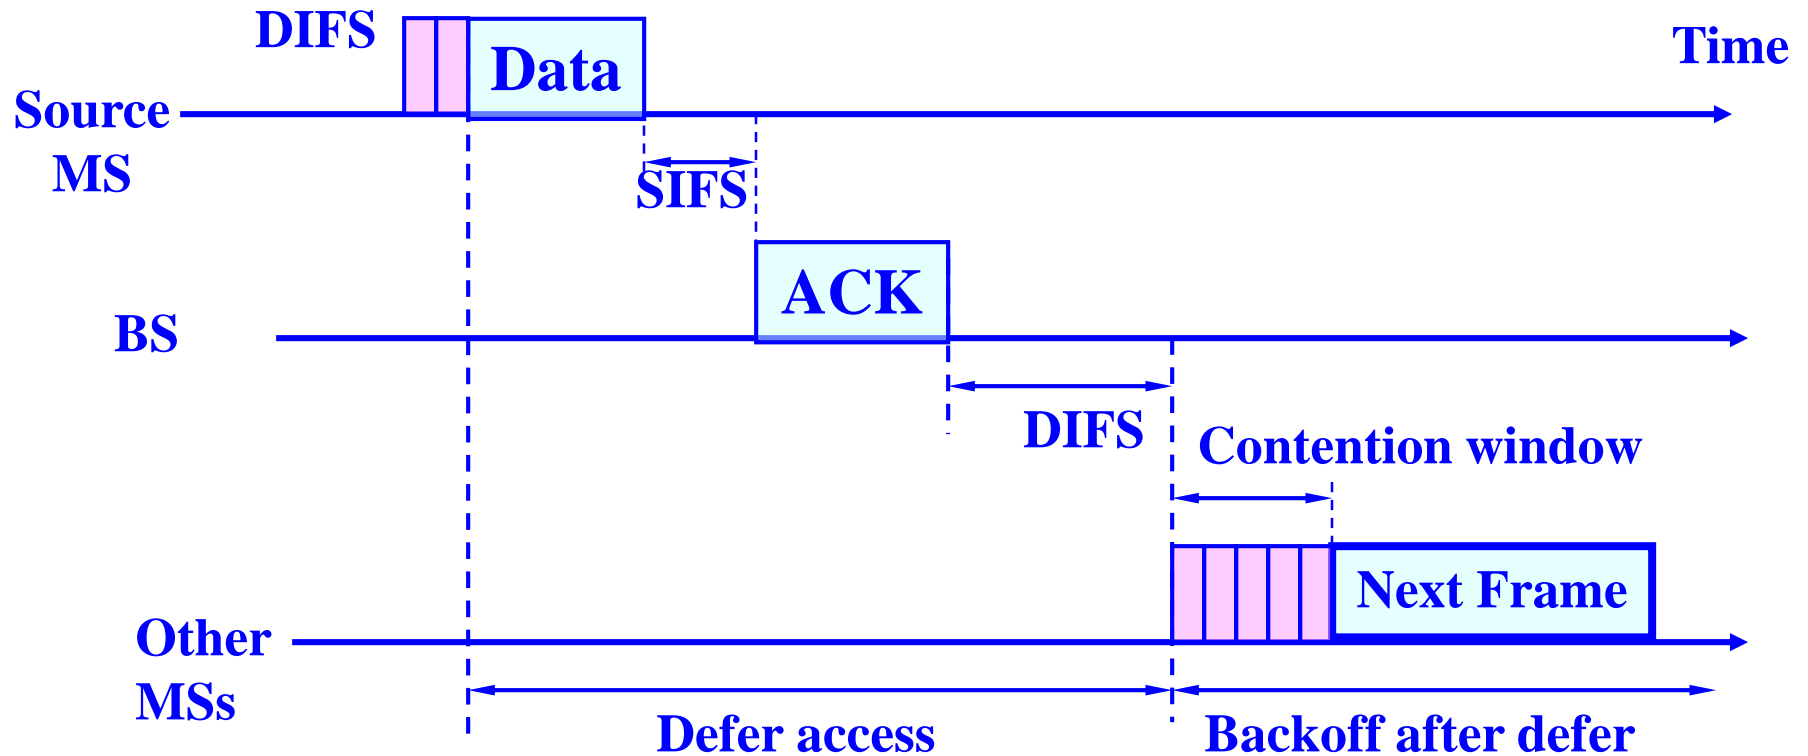 DIFS
Data
Time
Source
MS
SIFS
ACK
BS
DIFS
Contention window
Next Frame
Other
MSs
Defer access
Backoff after defer